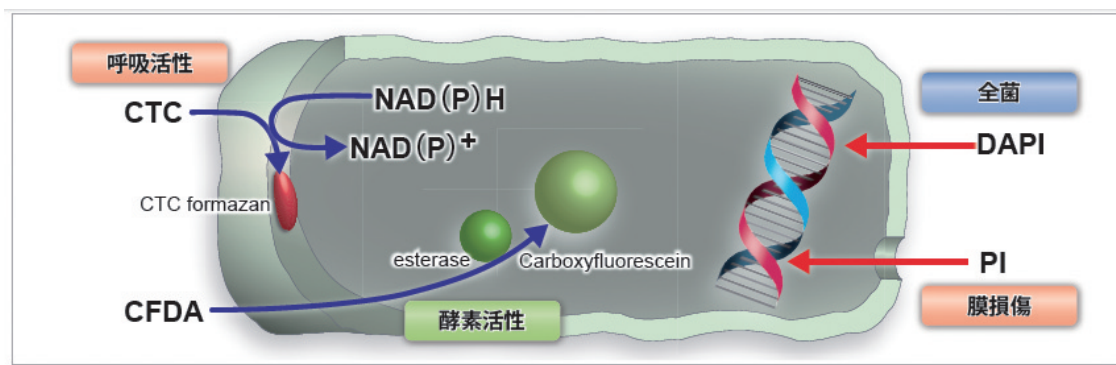 呼吸活性
CTC
NAD(P)H
NAD(P)+
CTC formazan
esterase
Carboxyfluorescein
CFDA
酵素活性
全菌
DAPI
PI
膜損傷